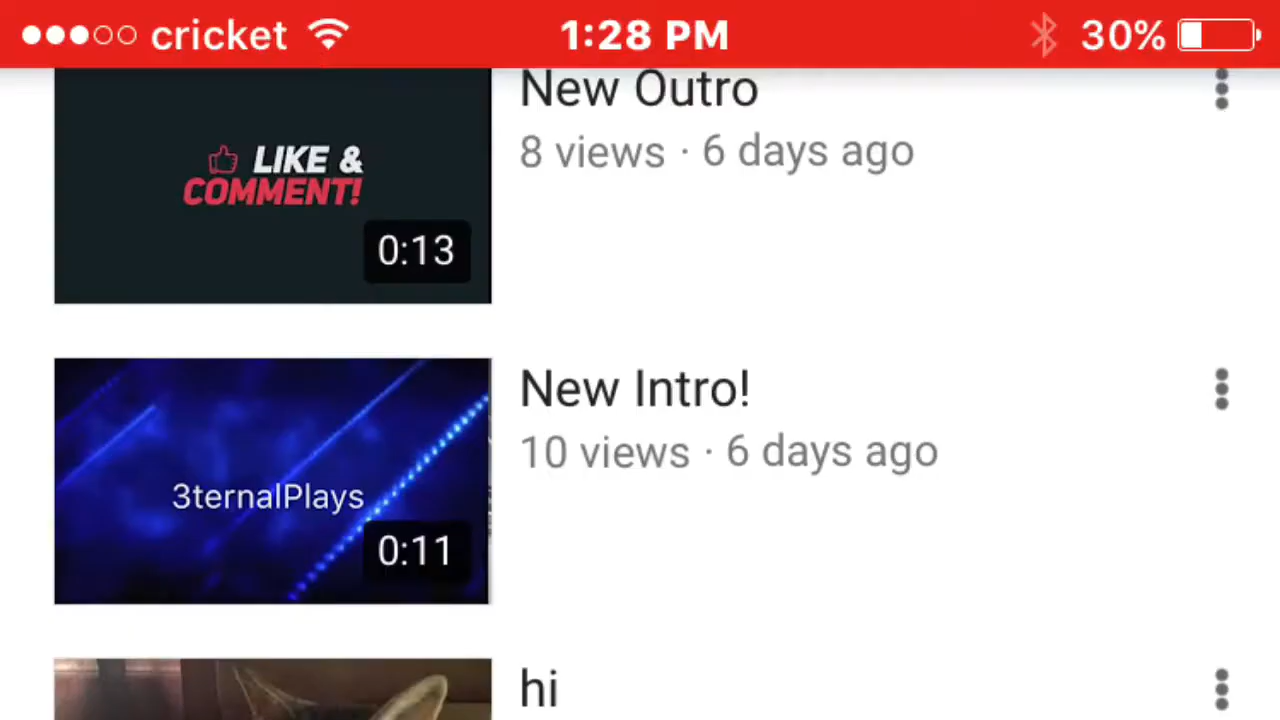 cricket 1:28 PM 30%
New Outro
8 views · 6 days ago
LIKE &
COMMENT!
0:13
New Intro!
10 views · 6 days ago
3ternalPlays
0:11
hi